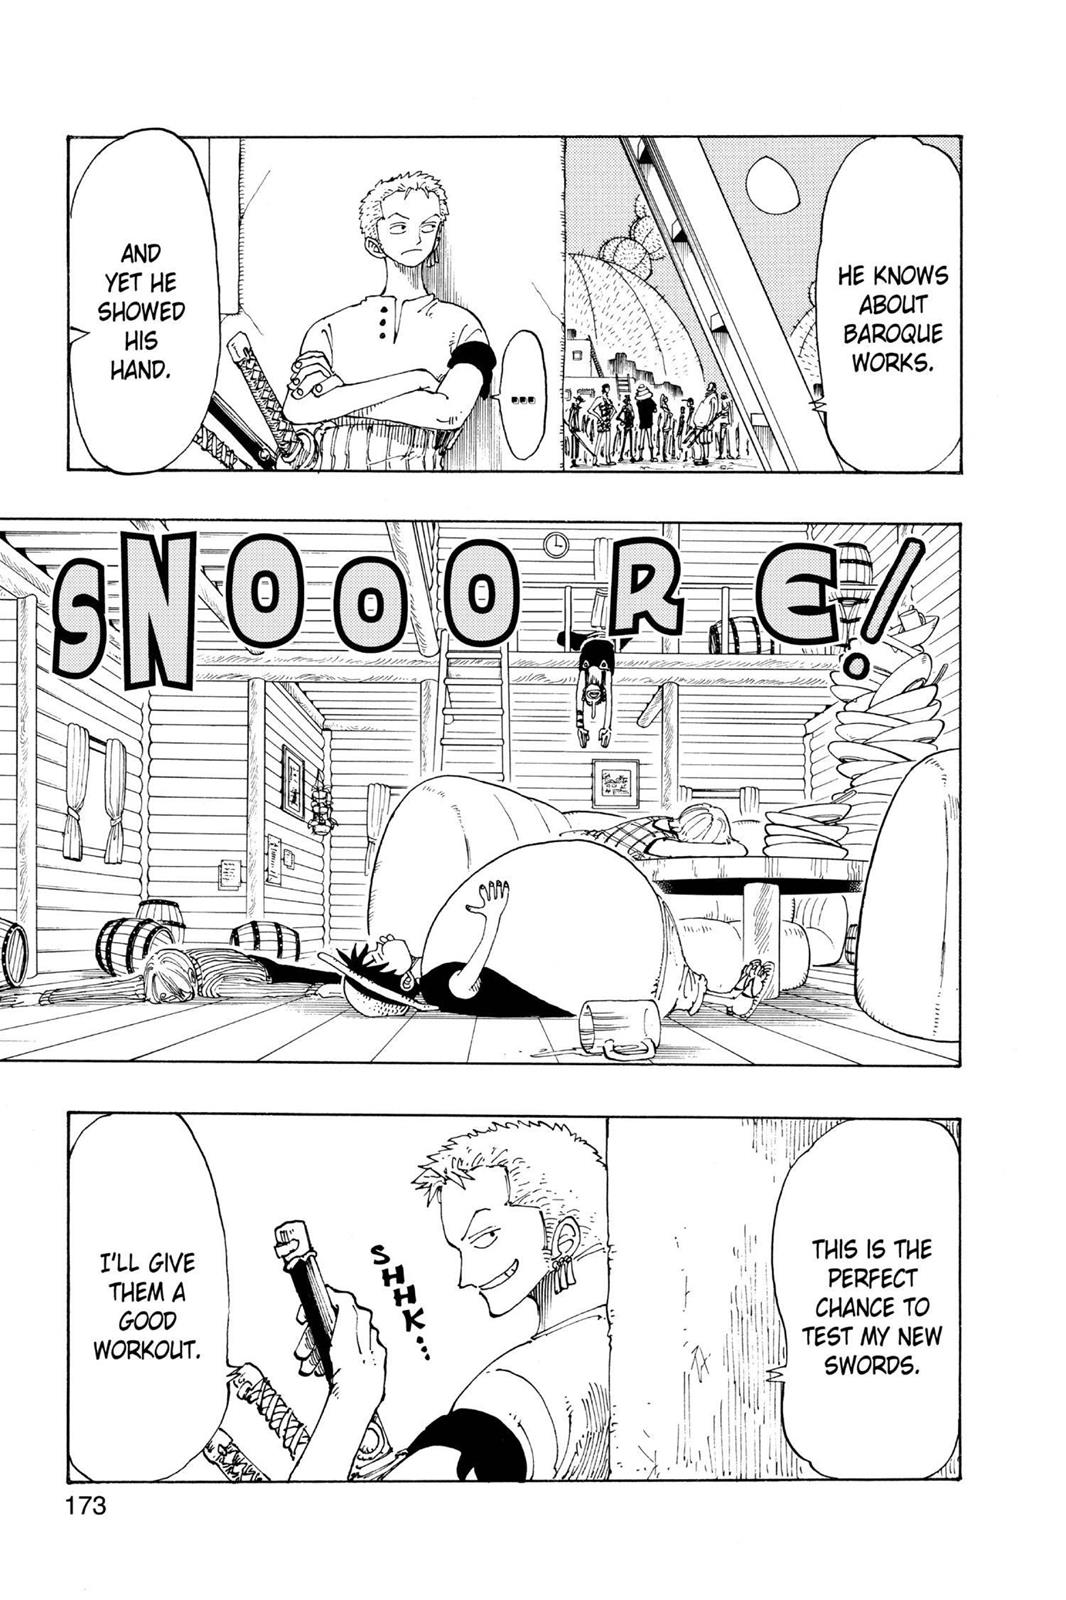 HE KNOWS
ABOUT
BAROQUE
WORKS.
...
AND
YET HE
SHOWED
HIS
HAND.
SNOOORE!
THIS IS THE
PERFECT
CHANCE TO
TEST MY NEW
SWORDS.
SHHK...
I'LL GIVE
THEM A
GOOD
WORKOUT.
173